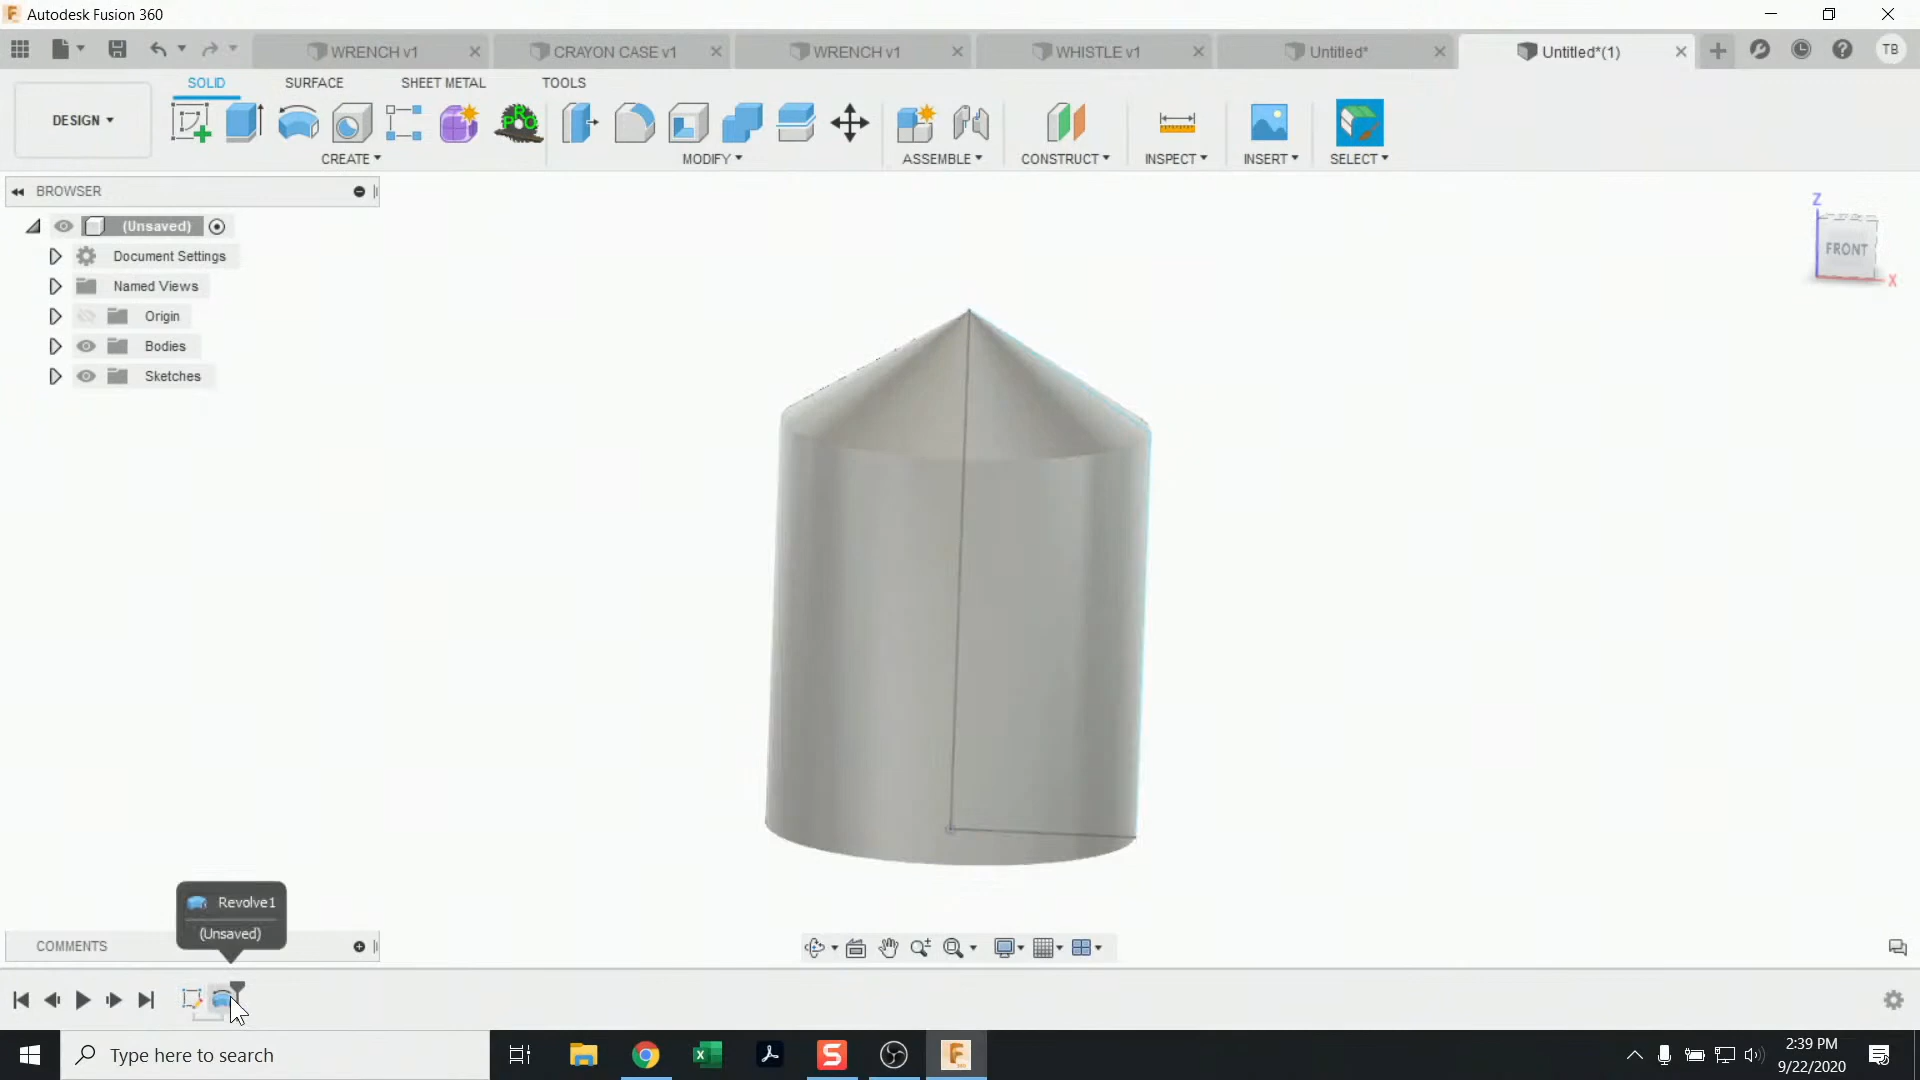 Autodesk Fusion 360
WRENCH v1
CRAYON CASE v1
WRENCH v1
WHISTLE v1
Untitled*
Untitled*(1)
TB
DESIGN
SOLID
SURFACE
SHEET METAL
TOOLS
PRO
CREATE
MODIFY
ASSEMBLE
CONSTRUCT
INSPECT
INSERT
SELECT
BROWSER
(Unsaved)
Document Settings
Named Views
Origin
Bodies
Sketches
Z
FRONT
X
Revolve1
(Unsaved)
COMMENTS
Type here to search
2:39 PM
9/22/2020